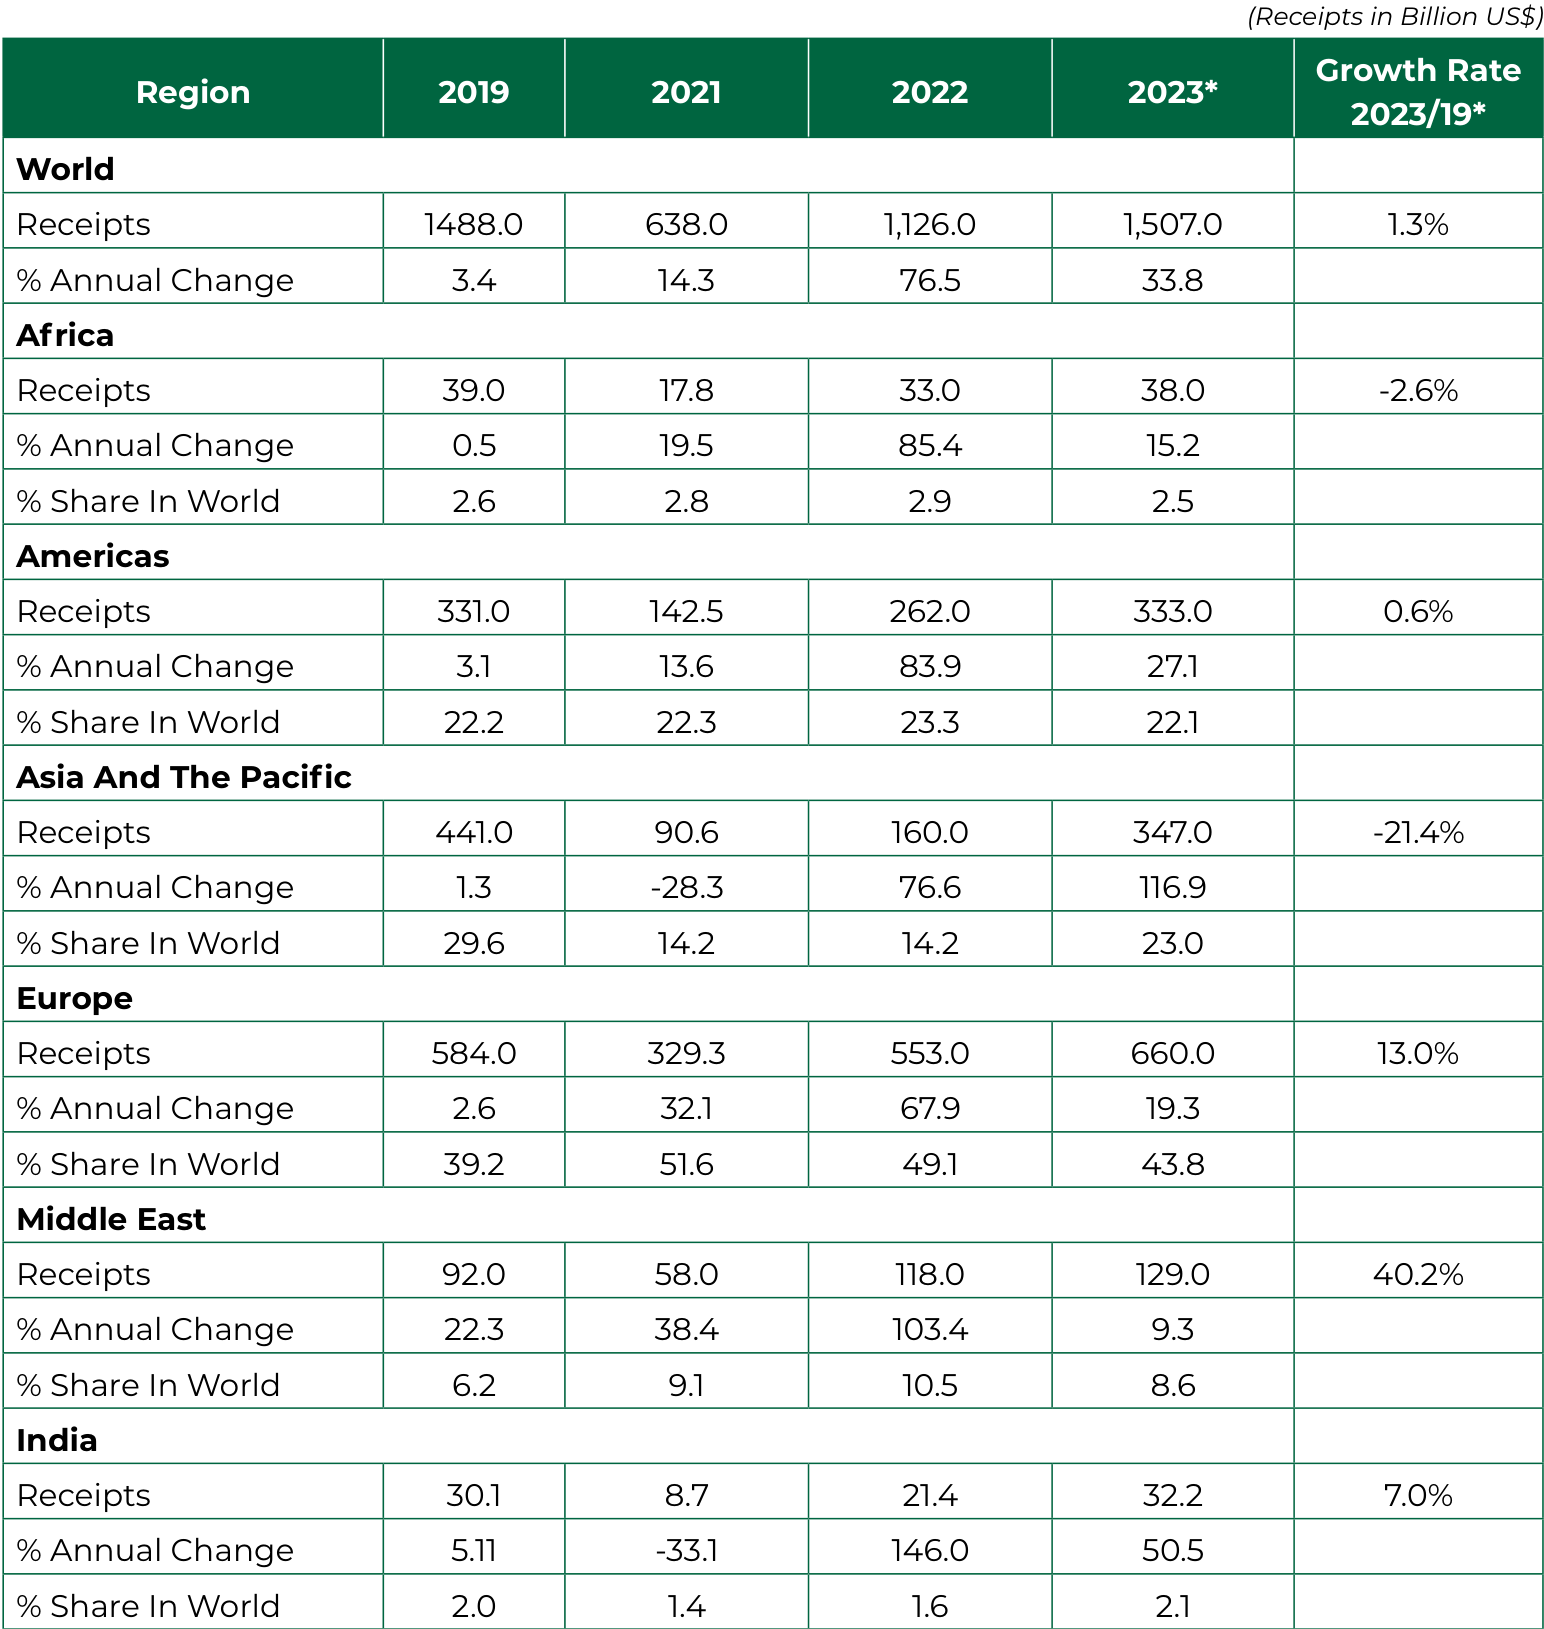 (Receipts in Billion US$)
Region 2019 2021 2022 2023* Growth Rate 2023/19*
World
Receipts 1488.0 638.0 1,126.0 1,507.0 1.3%
% Annual Change 3.4 14.3 76.5 33.8
Africa
Receipts 39.0 17.8 33.0 38.0 -2.6%
% Annual Change 0.5 19.5 85.4 15.2
% Share In World 2.6 2.8 2.9 2.5
Americas
Receipts 331.0 142.5 262.0 333.0 0.6%
% Annual Change 3.1 13.6 83.9 27.1
% Share In World 22.2 22.3 23.3 22.1
Asia And The Pacific
Receipts 441.0 90.6 160.0 347.0 -21.4%
% Annual Change 1.3 -28.3 76.6 116.9
% Share In World 29.6 14.2 14.2 23.0
Europe
Receipts 584.0 329.3 553.0 660.0 13.0%
% Annual Change 2.6 32.1 67.9 19.3
% Share In World 39.2 51.6 49.1 43.8
Middle East
Receipts 92.0 58.0 118.0 129.0 40.2%
% Annual Change 22.3 38.4 103.4 9.3
% Share In World 6.2 9.1 10.5 8.6
India
Receipts 30.1 8.7 21.4 32.2 7.0%
% Annual Change 5.11 -33.1 146.0 50.5
% Share In World 2.0 1.4 1.6 2.1